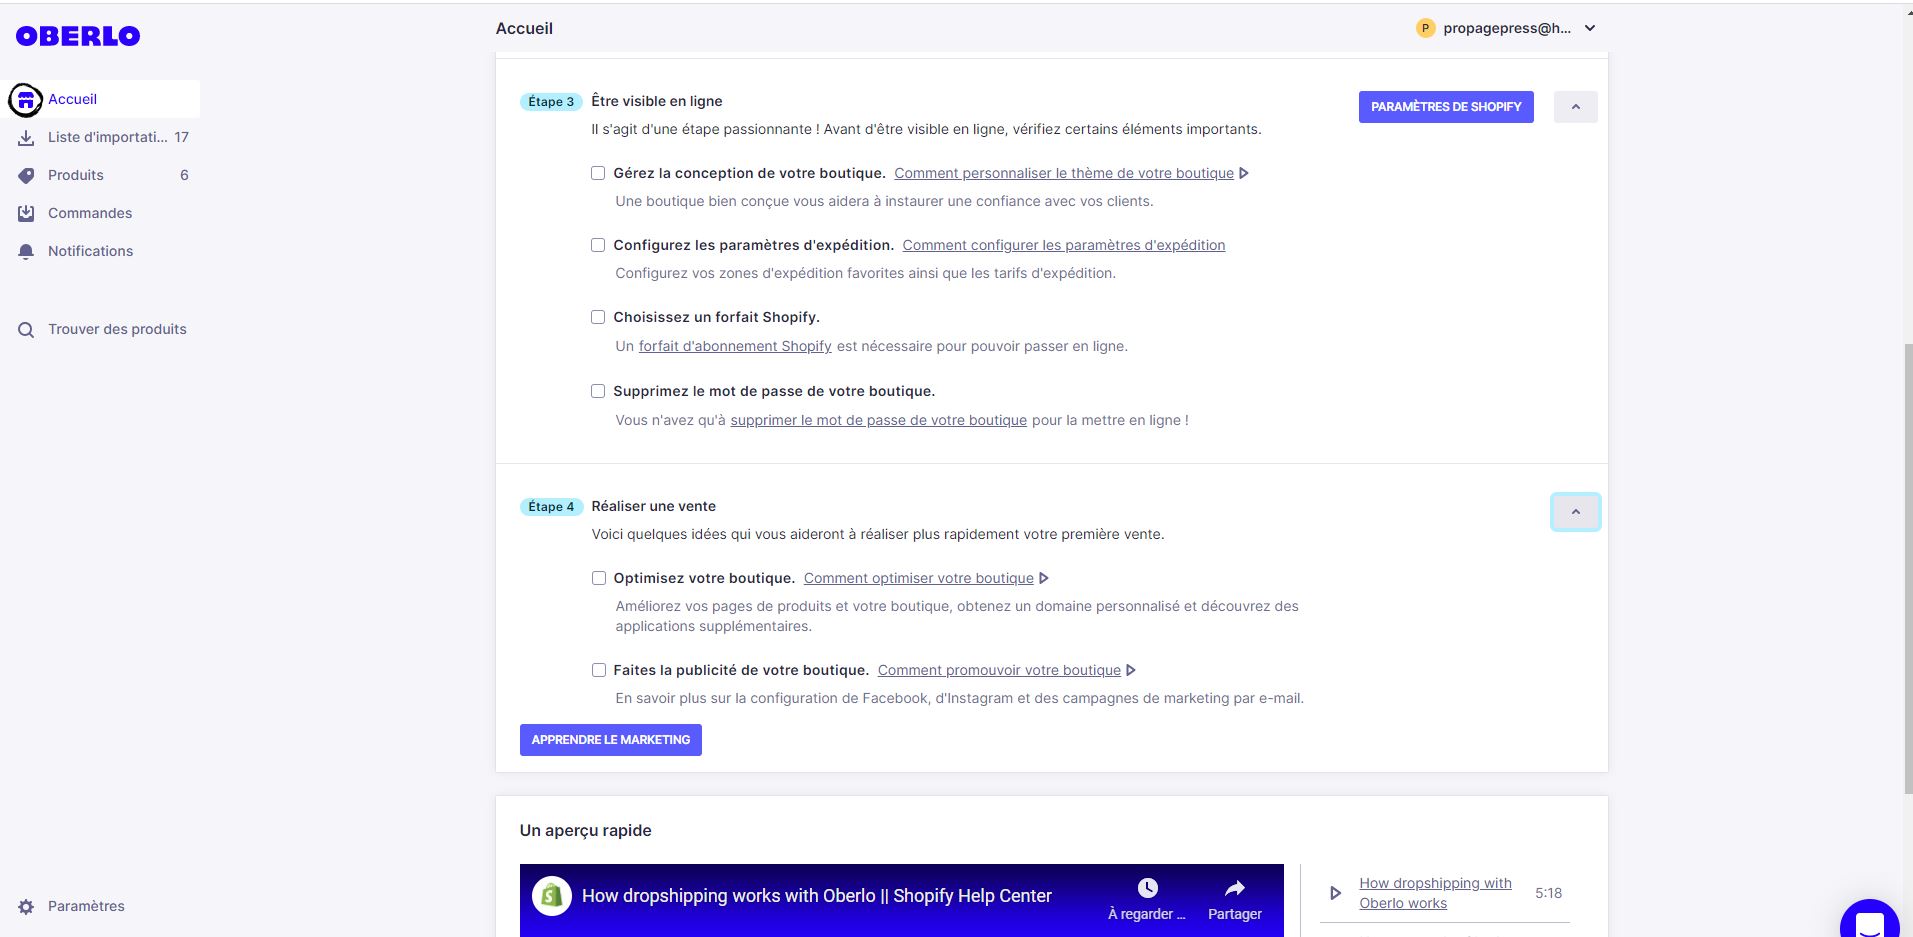 OBERLO
Accueil
Liste d'importati... 17
Produits 6
Commandes
Notifications
Trouver des produits
Paramètres
Accueil
P propagepress@h...
Étape 3 Être visible en ligne
PARAMÈTRES DE SHOPIFY
Il s'agit d'une étape passionnante ! Avant d'être visible en ligne, vérifiez certains éléments importants.
Gérez la conception de votre boutique. Comment personnaliser le thème de votre boutique
Une boutique bien conçue vous aidera à instaurer une confiance avec vos clients.
Configurez les paramètres d'expédition. Comment configurer les paramètres d'expédition
Configurez vos zones d'expédition favorites ainsi que les tarifs d'expédition.
Choisissez un forfait Shopify.
Un forfait d'abonnement Shopify est nécessaire pour pouvoir passer en ligne.
Supprimez le mot de passe de votre boutique.
Vous n'avez qu'à supprimer le mot de passe de votre boutique pour la mettre en ligne !
Étape 4 Réaliser une vente
Voici quelques idées qui vous aideront à réaliser plus rapidement votre première vente.
Optimisez votre boutique. Comment optimiser votre boutique
Améliorez vos pages de produits et votre boutique, obtenez un domaine personnalisé et découvrez des
applications supplémentaires.
Faites la publicité de votre boutique. Comment promouvoir votre boutique
En savoir plus sur la configuration de Facebook, d'Instagram et des campagnes de marketing par e-mail.
APPRENDRE LE MARKETING
Un aperçu rapide
How dropshipping works with Oberlo || Shopify Help Center
À regarder ...
Partager
How dropshipping with
Oberlo works
5:18